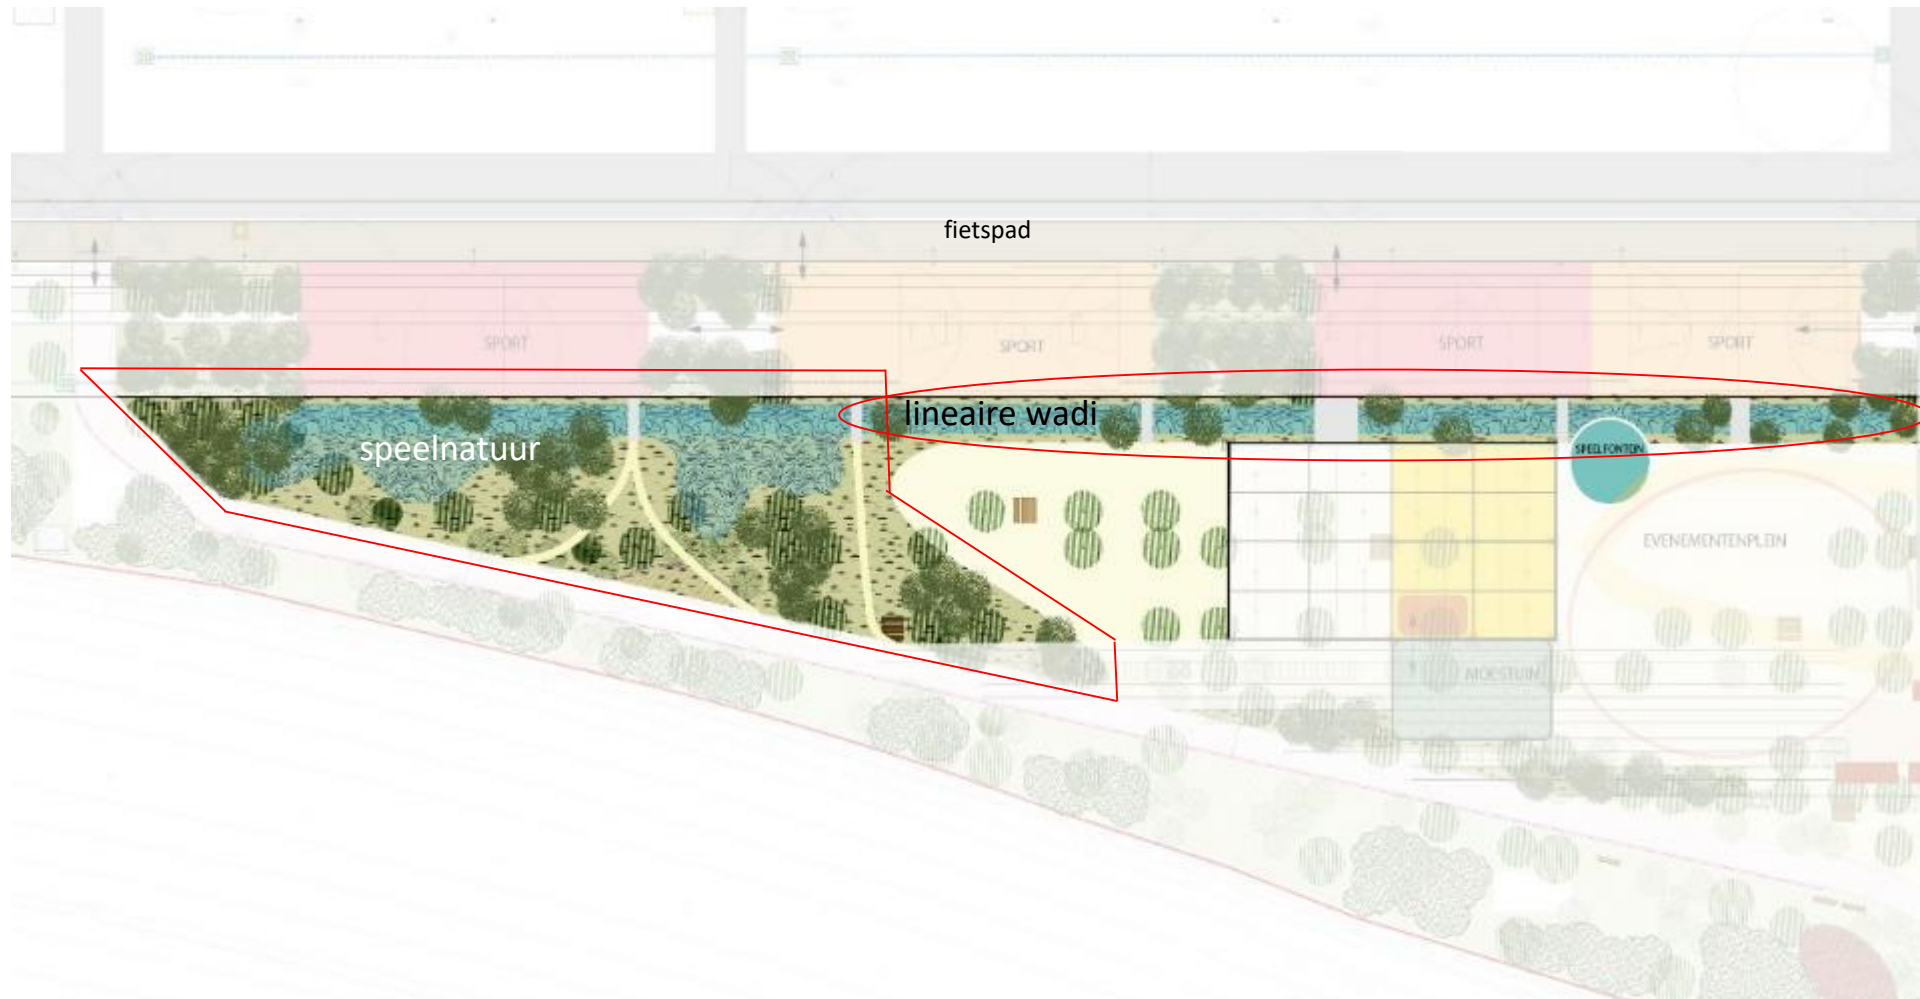 fietspad
SPORT
SPORT
SPORT
SPORT
lineaire wadi
speelnatuur
SPEELFONTEIN
EVENEMENTENPLEIN
MOESTUIN